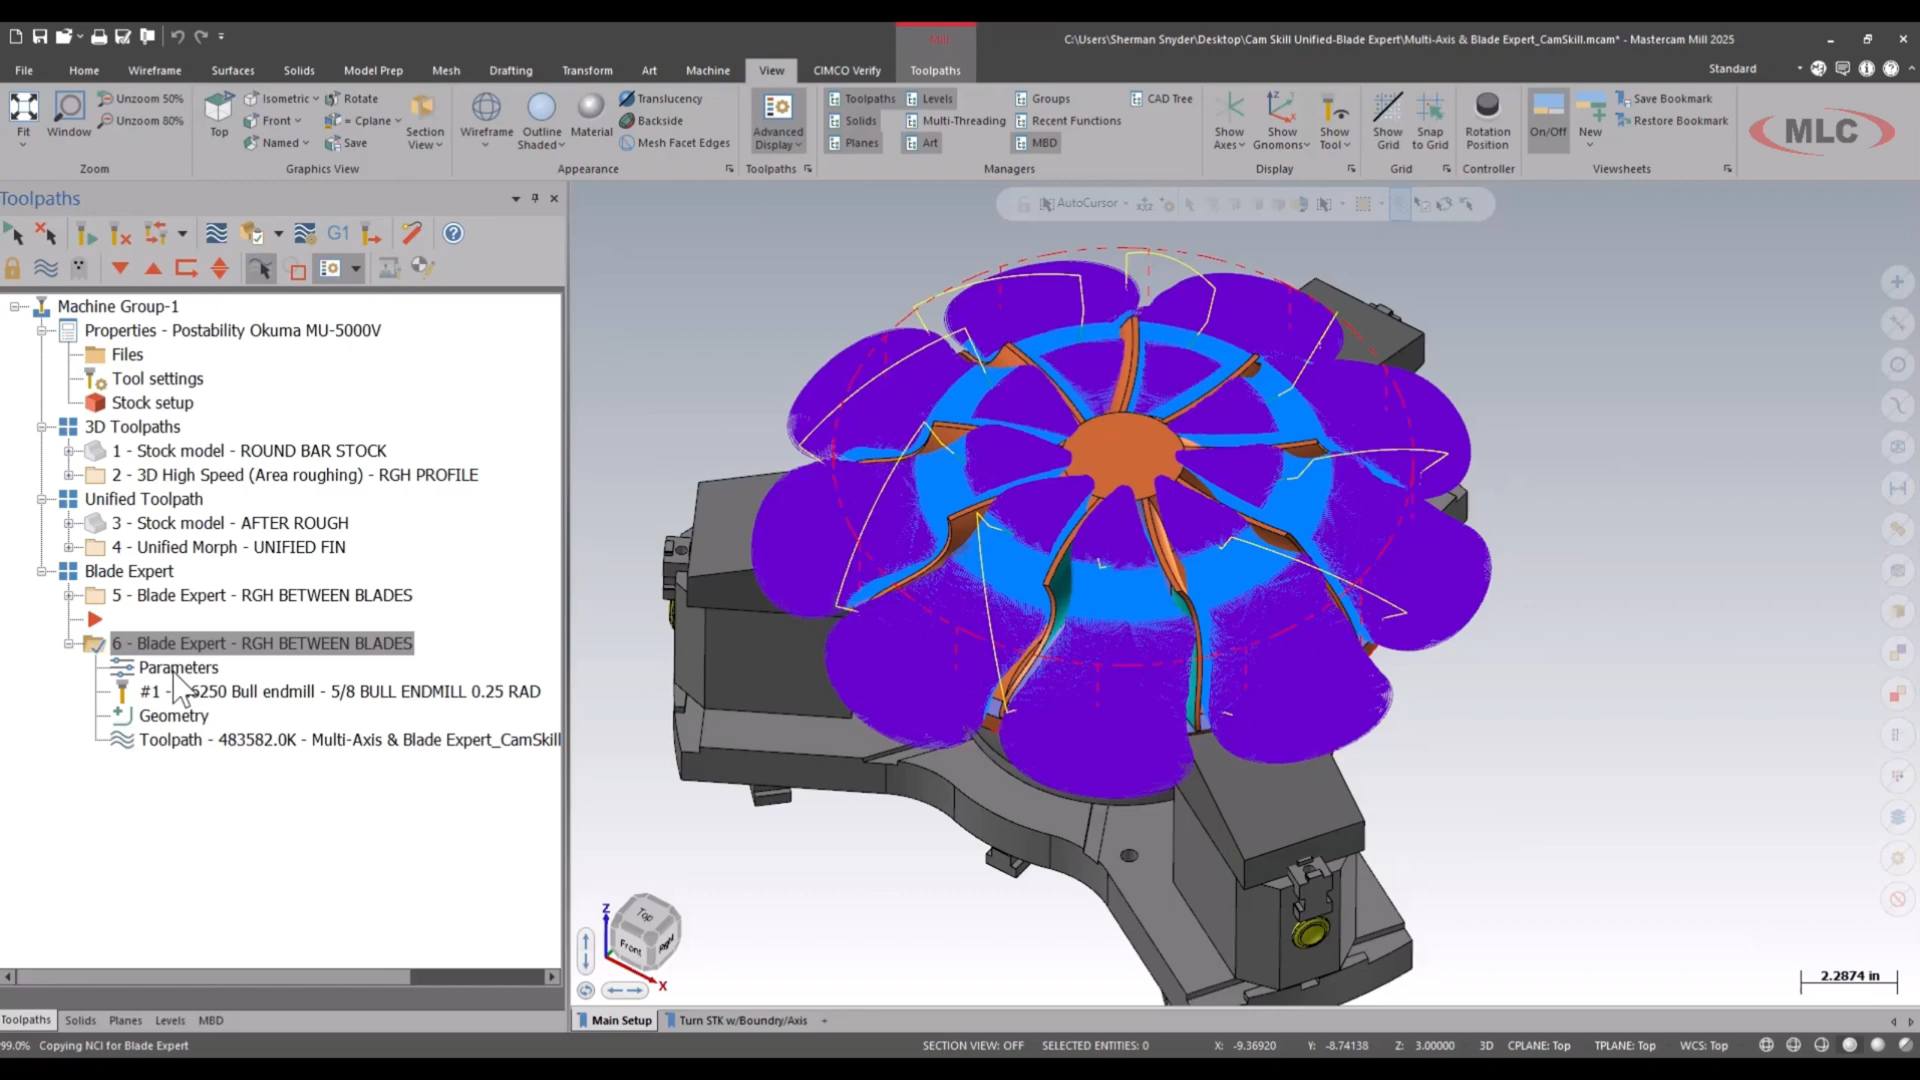 Mill
C:\Users\Sherman Snyder\Desktop\Cam Skill Unified-Blade Expert\Multi-Axis & Blade Expert_CamSkill.mcam* - Mastercam Mill 2025
File Home Wireframe Surfaces Solids Model Prep Mesh Drafting Transform Art Machine View CIMCO Verify Toolpaths
Standard
Fit
Window
Unzoom 50%
Unzoom 80%
Zoom
Top
Isometric
Front
Named
Rotate
= Cplane
Save
Section View
Graphics View
Wireframe
Outline Shaded
Material
Translucency
Backside
Mesh Facet Edges
Appearance
Advanced Display
Toolpaths
Toolpaths
Solids
Planes
Levels
Multi-Threading
Art
Groups
Recent Functions
MBD
CAD Tree
Managers
Show Axes
Show Gnomons
Show Tool
Display
Show Grid
Snap to Grid
Grid
Rotation Position
Controller
On/Off
New
Save Bookmark
Restore Bookmark
Viewsheets
MLC
Toolpaths
G1
AutoCursor
Machine Group-1
Properties - Postability Okuma MU-5000V
Files
Tool settings
Stock setup
3D Toolpaths
1 - Stock model - ROUND BAR STOCK
2 - 3D High Speed (Area roughing) - RGH PROFILE
Unified Toolpath
3 - Stock model - AFTER ROUGH
4 - Unified Morph - UNIFIED FIN
Blade Expert
5 - Blade Expert - RGH BETWEEN BLADES
6 - Blade Expert - RGH BETWEEN BLADES
Parameters
#1 - S250 Bull endmill - 5/8 BULL ENDMILL 0.25 RAD
Geometry
Toolpath - 483582.0K - Multi-Axis & Blade Expert_CamSkill
Z
Top
Front
Right
X
2.2874 in
Toolpaths Solids Planes Levels MBD
Main Setup
Turn STK w/Boundry/Axis
+
99.0% Copying NCI for Blade Expert
SECTION VIEW: OFF SELECTED ENTITIES: 0 X: -9.36920 Y: -8.74138 Z: 3.00000 3D CPLANE: Top TPLANE: Top WCS: Top